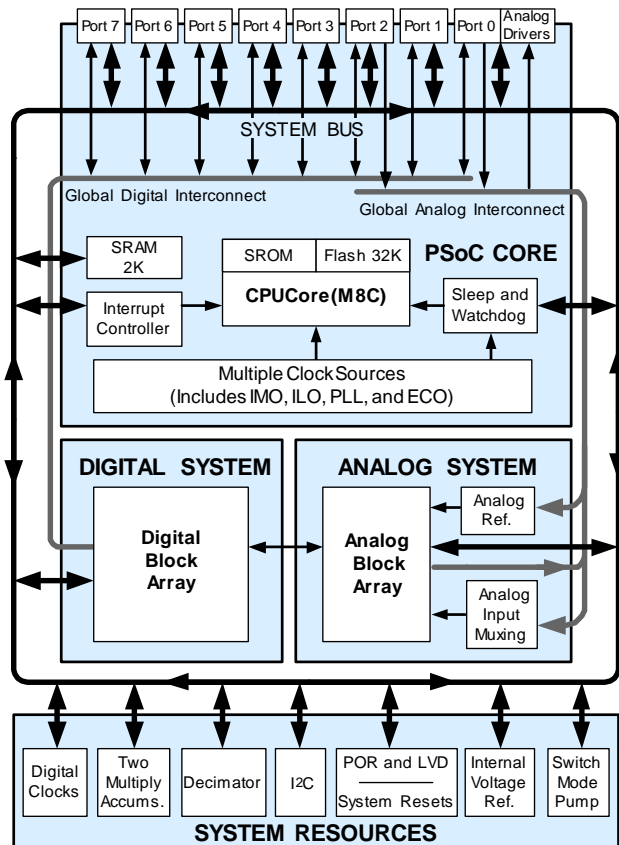 Port 7 Port 6 Port 5 Port 4 Port 3 Port 2 Port 1 Port 0 Analog
Drivers
SYSTEM BUS
Global Digital Interconnect
Global Analog Interconnect
PSoC CORE
SRAM
2K
SROM Flash 32K
CPUCore(M8C)
Interrupt
Controller
Sleep and
Watchdog
Multiple Clock Sources
(Includes IMO, ILO, PLL, and ECO)
DIGITAL SYSTEM
Digital
Block
Array
ANALOG SYSTEM
Analog
Block
Array
Analog
Ref.
Analog
Input
Muxing
Digital
Clocks
Two
Multiply
Accums.
Decimator
I2C
POR and LVD
System Resets
Internal
Voltage
Ref.
Switch
Mode
Pump
SYSTEM RESOURCES